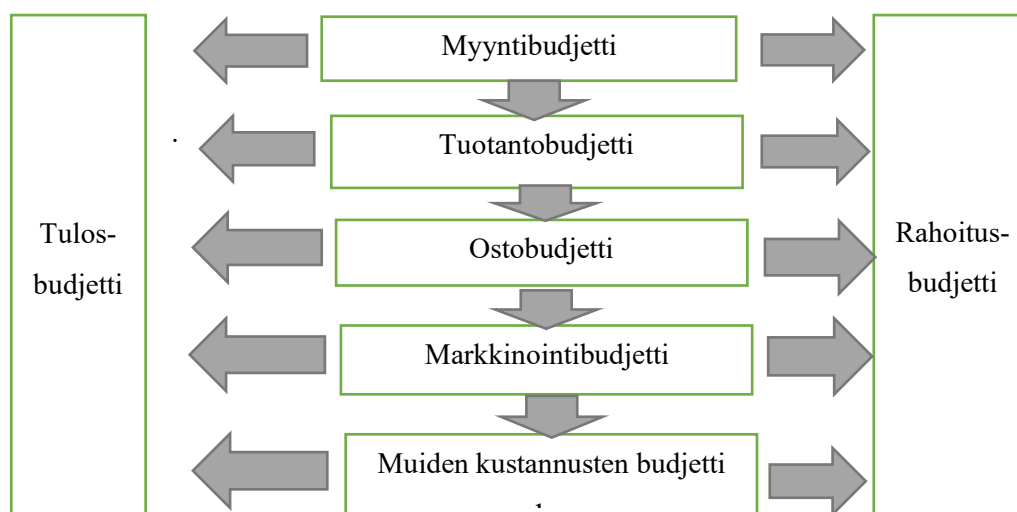 Myyntibudjetti
Tuotantobudjetti
Ostobudjetti
Markkinointibudjetti
Muiden kustannusten budjetti
Tulos-
budjetti
Rahoitus-
budjetti